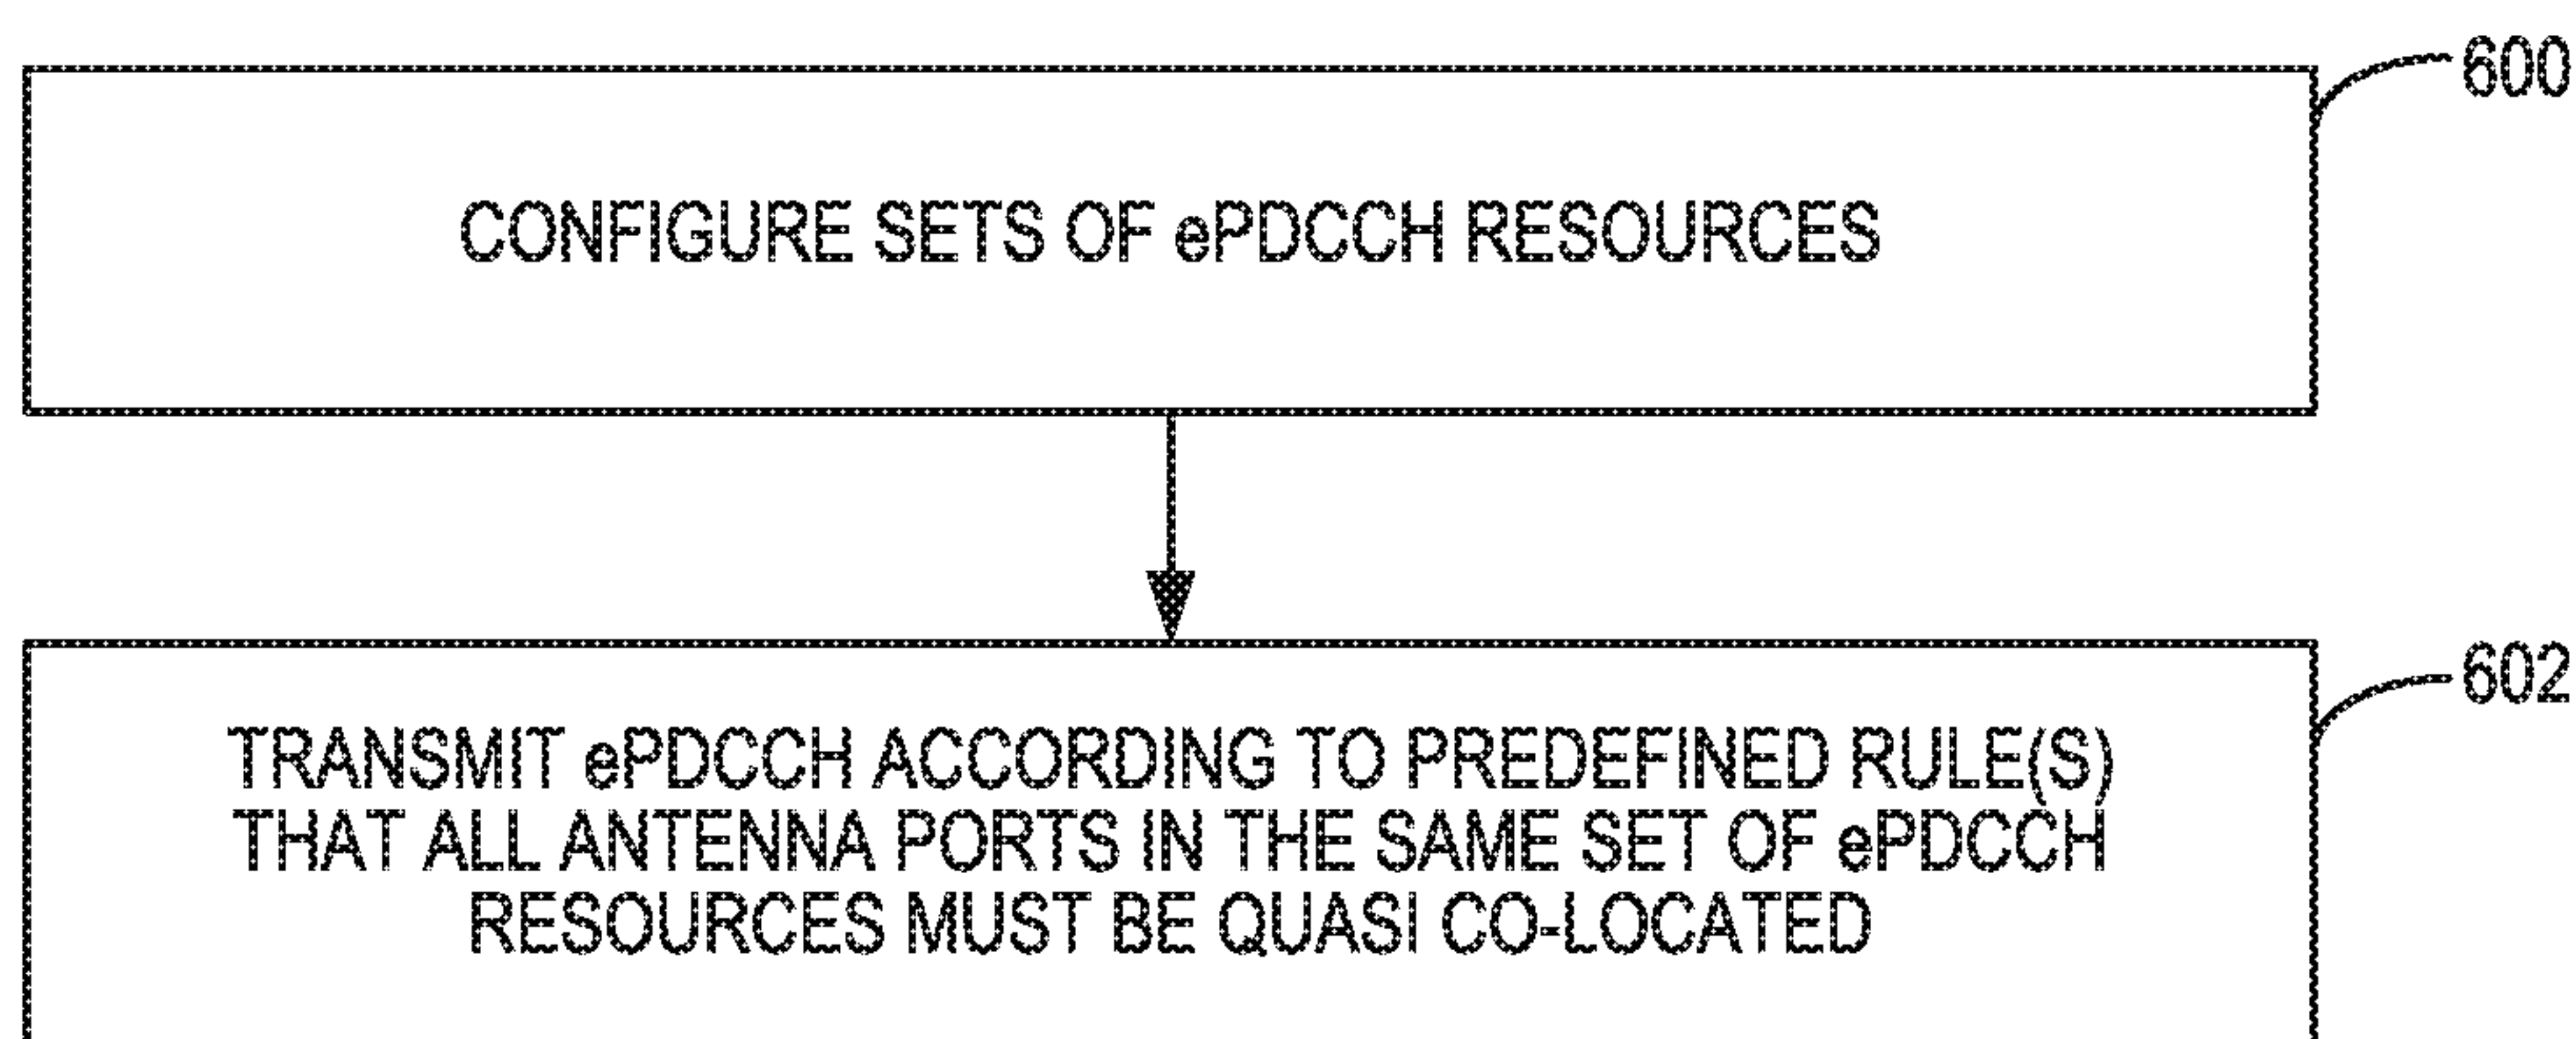 600
CONFIGURE SETS OF ePDCCH RESOURCES
602
TRANSMIT ePDCCH ACCORDING TO PREDEFINED RULE(S)
THAT ALL ANTENNA PORTS IN THE SAME SET OF ePDCCH
RESOURCES MUST BE QUASI CO-LOCATED